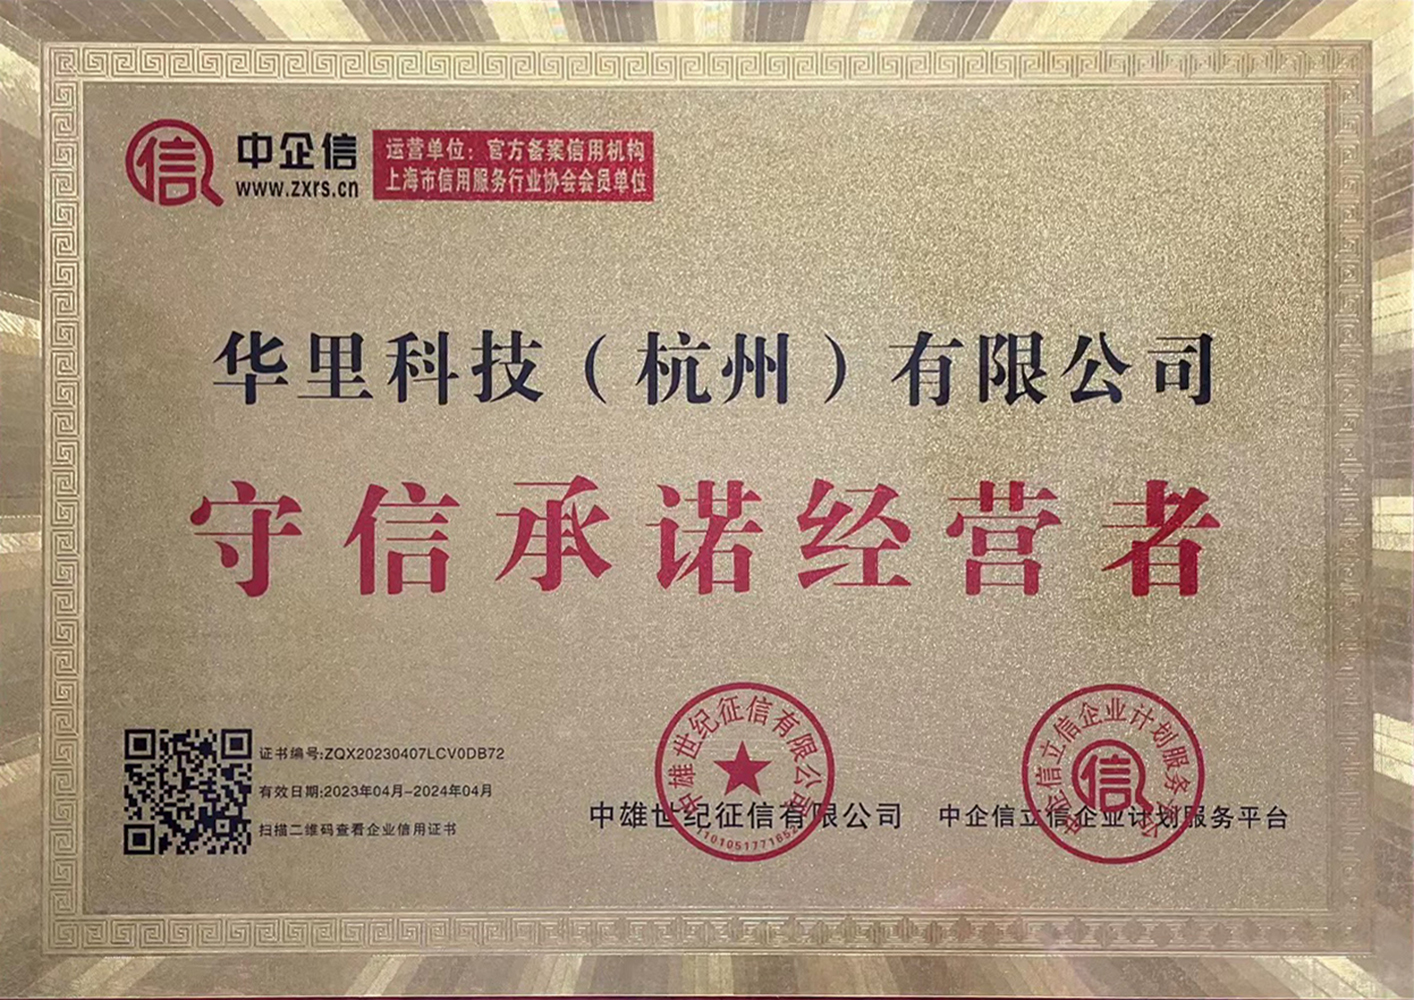 信
中企信
www.zxrs.cn
运营单位：官方备案信用机构
上海市信用服务行业协会会员单位
华里科技（杭州）有限公司
守信承诺经营者
证书编号:ZQX20230407LCV0DB72
有效日期:2023年04月-2024年04月
扫描二维码查看企业信用证书
中雄世纪征信有限公司
中雄世纪征信有限公司
中企信立信企业计划服务平台
中企信立信企业计划服务平台
信